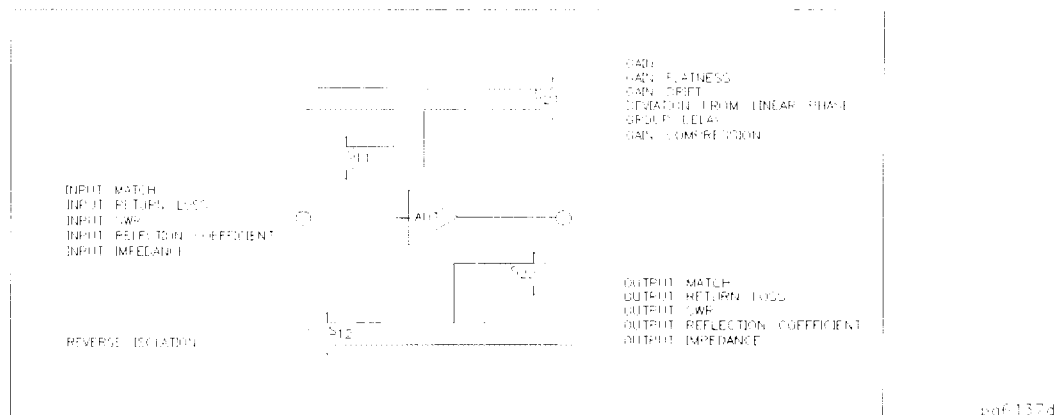 GAIN
GAIN FLATNESS
GAIN DRIFT
DEVIATION FROM LINEAR PHASE
GROUP DELAY
GAIN COMPRESSION
S21
S11
INPUT MATCH
INPUT RETURN LOSS
INPUT SWR
INPUT REFLECTION COEFFICIENT
INPUT IMPEDANCE
AUT
S22
OUTPUT MATCH
OUTPUT RETURN LOSS
OUTPUT SWR
OUTPUT REFLECTION COEFFICIENT
OUTPUT IMPEDANCE
S12
REVERSE ISOLATION
pg6137d